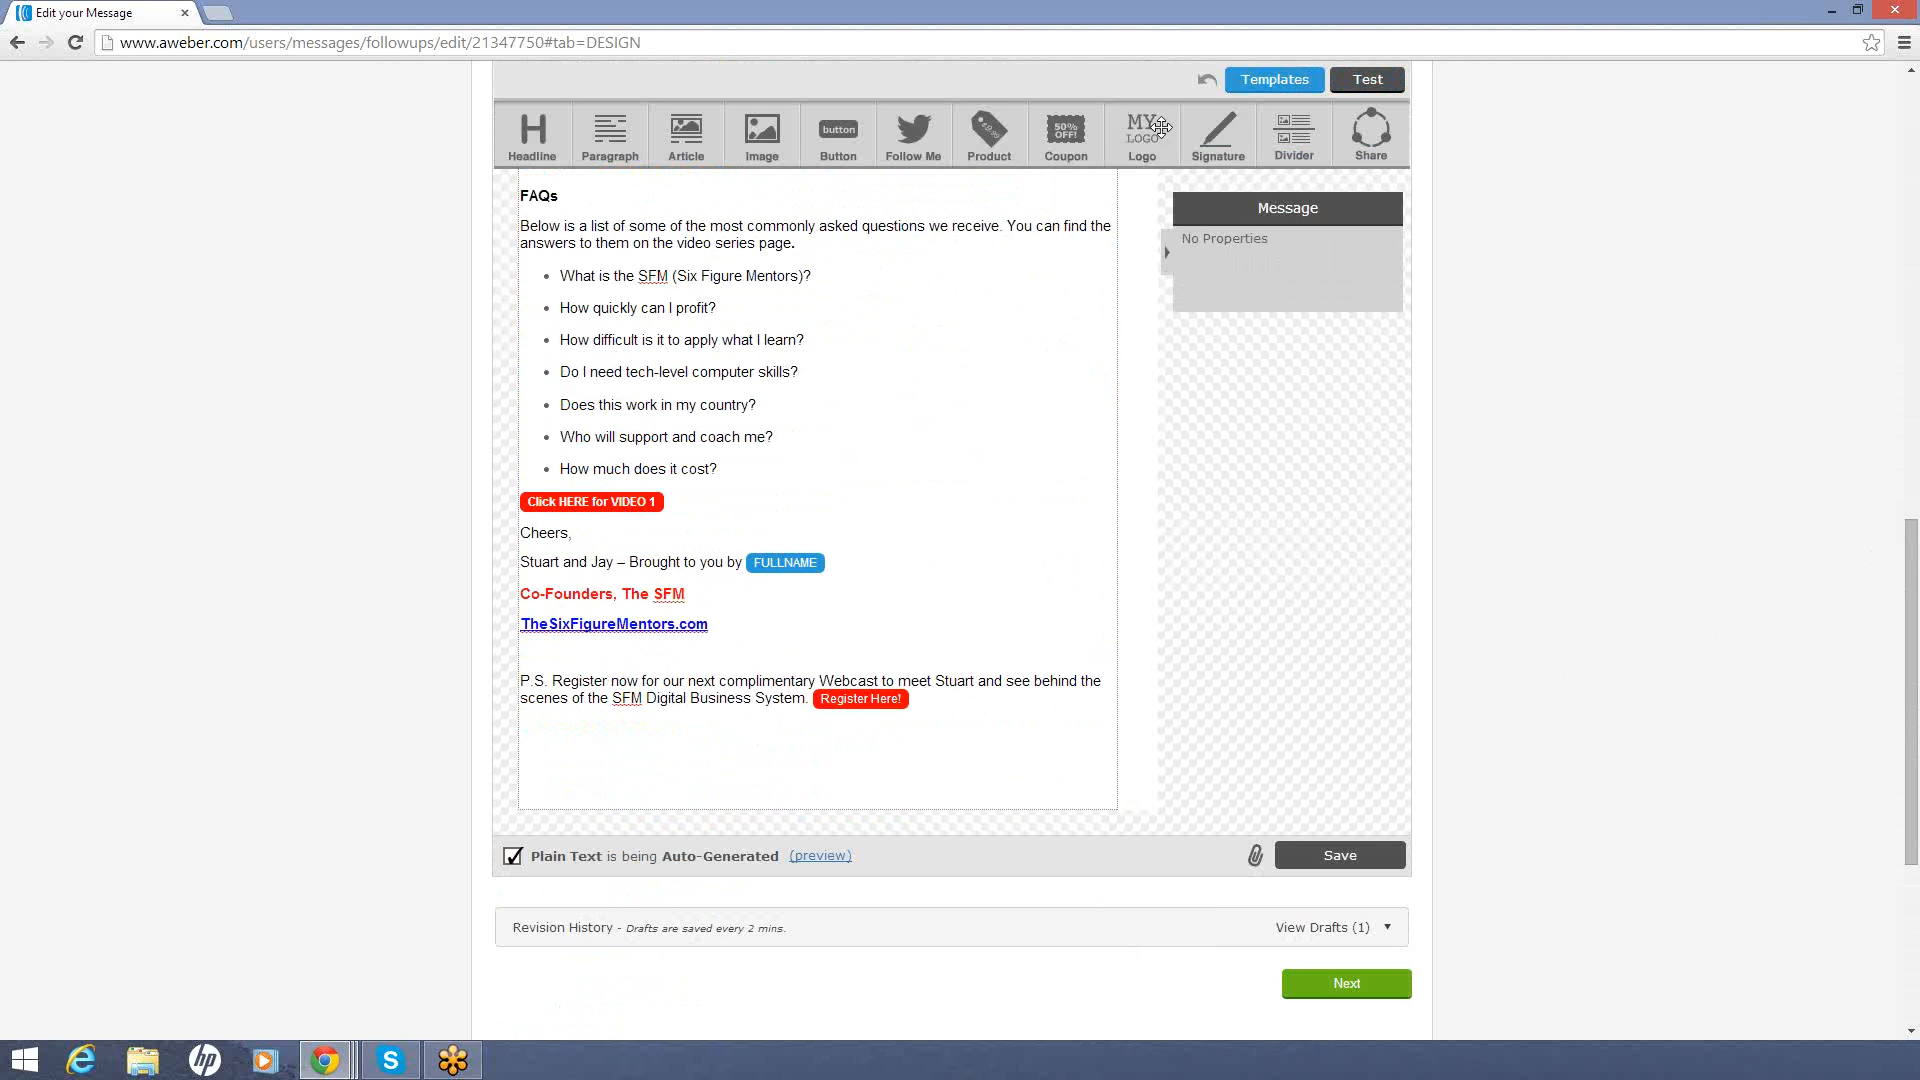 Edit your Message
www.aweber.com/users/messages/followups/edit/21347750#tab=DESIGN
Templates
Test
H
Headline
Paragraph
Article
Image
button
Button
Follow Me
$9.99
Product
50%
OFF!
Coupon
MY
LOGO
Logo
Signature
Divider
Share
FAQs
Below is a list of some of the most commonly asked questions we receive. You can find the
answers to them on the video series page.
• What is the SFM (Six Figure Mentors)?
• How quickly can I profit?
• How difficult is it to apply what I learn?
• Do I need tech-level computer skills?
• Does this work in my country?
• Who will support and coach me?
• How much does it cost?
Click HERE for VIDEO 1
Cheers,
Stuart and Jay – Brought to you by FULLNAME
Co-Founders, The SFM
TheSixFigureMentors.com
P.S. Register now for our next complimentary Webcast to meet Stuart and see behind the
scenes of the SFM Digital Business System. Register Here!
Message
No Properties
Plain Text is being Auto-Generated (preview)
Save
Revision History - Drafts are saved every 2 mins.
View Drafts (1)
Next
hp
S